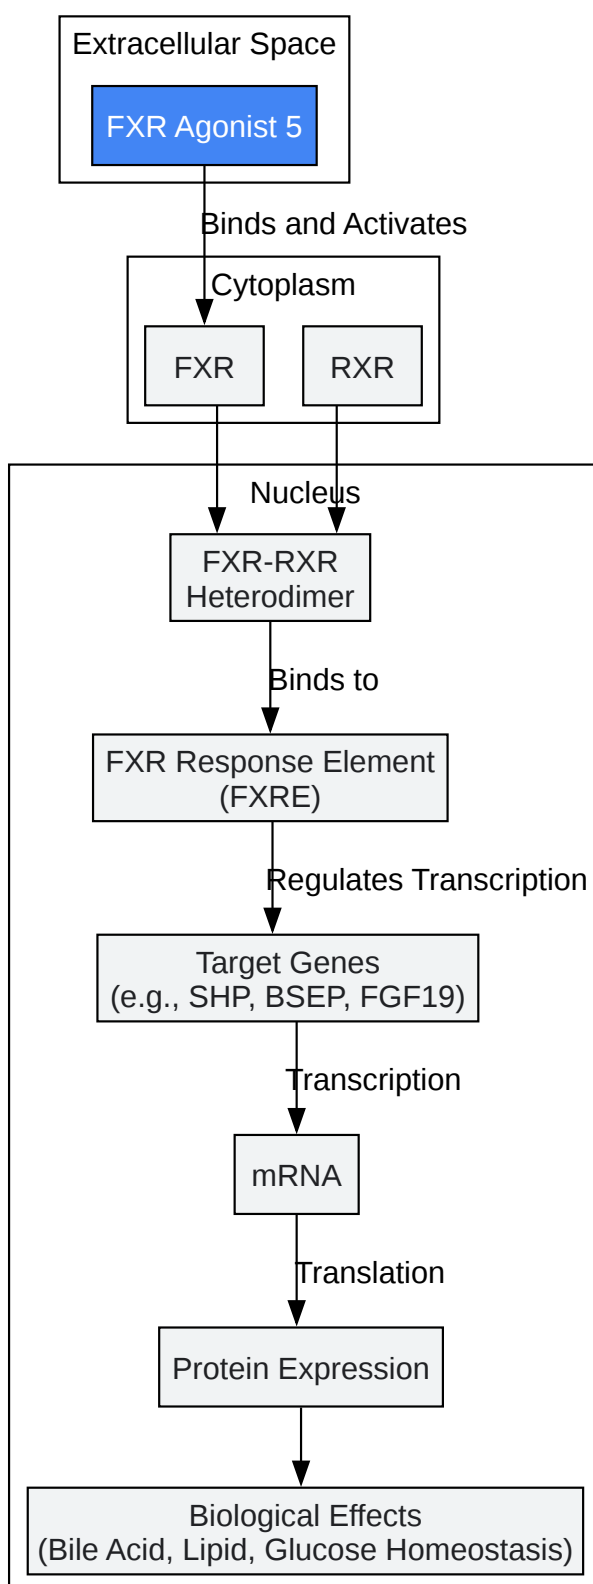 Extracellular Space
FXR Agonist 5
Binds and Activates
Cytoplasm
FXR
RXR
Nucleus
FXR-RXR
Heterodimer
Binds to
FXR Response Element
(FXRE)
Regulates Transcription
Target Genes
(e.g., SHP, BSEP, FGF19)
Transcription
mRNA
Translation
Protein Expression
Biological Effects
(Bile Acid, Lipid, Glucose Homeostasis)